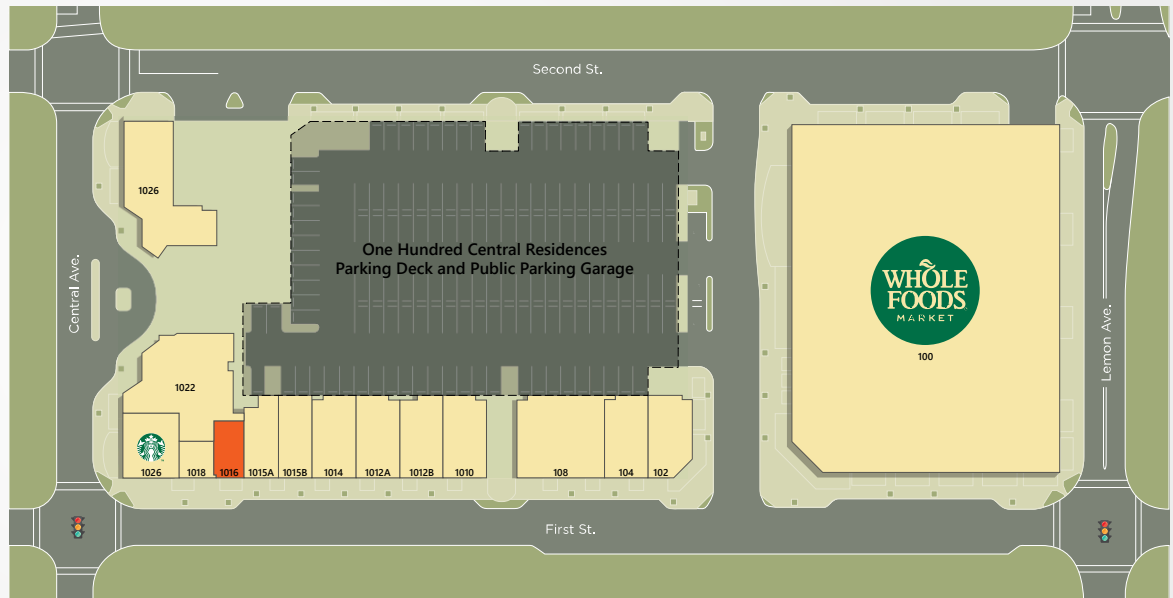 Second St.
1026
One Hundred Central Residences
Parking Deck and Public Parking Garage
Central Ave.
WHOLE
FOODS
MARKET
100
Lemon Ave.
1022
1026
1018
1016
1015A
1015B
1014
1012A
1012B
1010
108
104
102
First St.